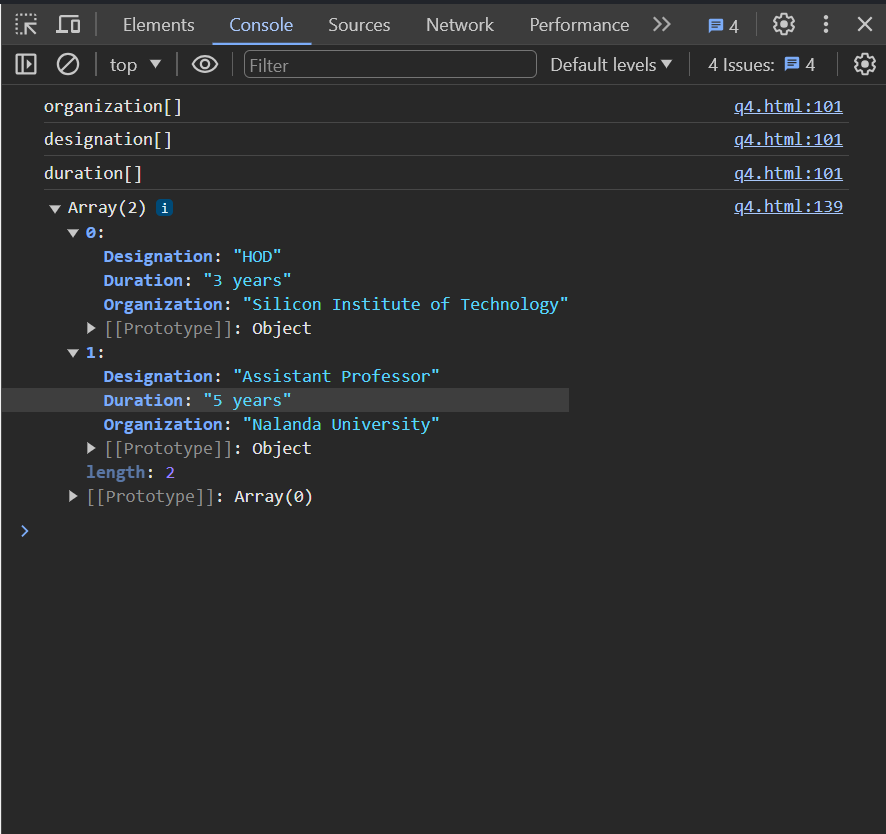 Elements Console Sources Network Performance 4
top Filter Default levels 4 Issues: 4
organization[] q4.html:101
designation[] q4.html:101
duration[] q4.html:101
Array(2) i q4.html:139
0:
Designation: "HOD"
Duration: "3 years"
Organization: "Silicon Institute of Technology"
[[Prototype]]: Object
1:
Designation: "Assistant Professor"
Duration: "5 years"
Organization: "Nalanda University"
[[Prototype]]: Object
length: 2
[[Prototype]]: Array(0)